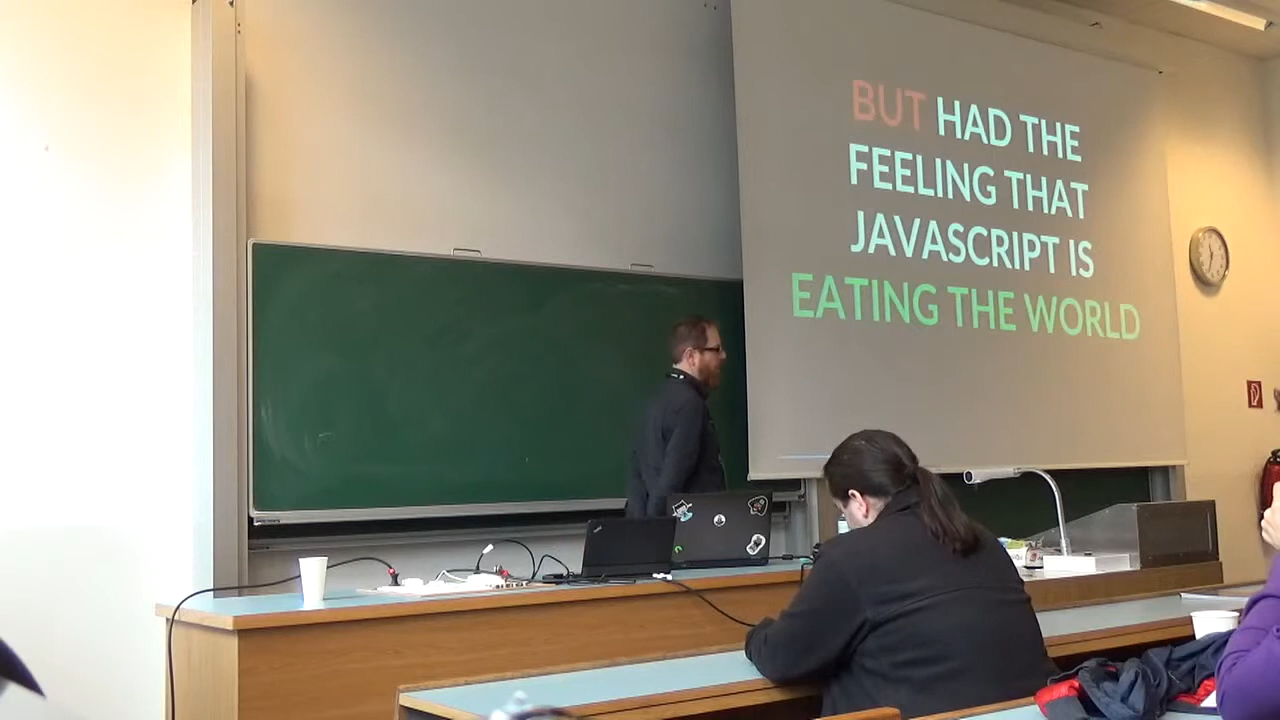 BUT HAD THE
FEELING THAT
JAVASCRIPT IS
EATING THE WORLD